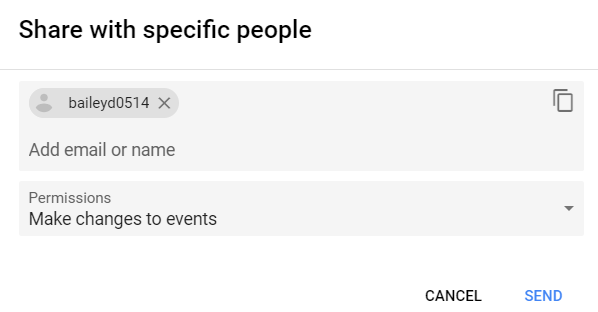 Share with specific people
baileyd0514
Add email or name
Permissions
Make changes to events
CANCEL SEND